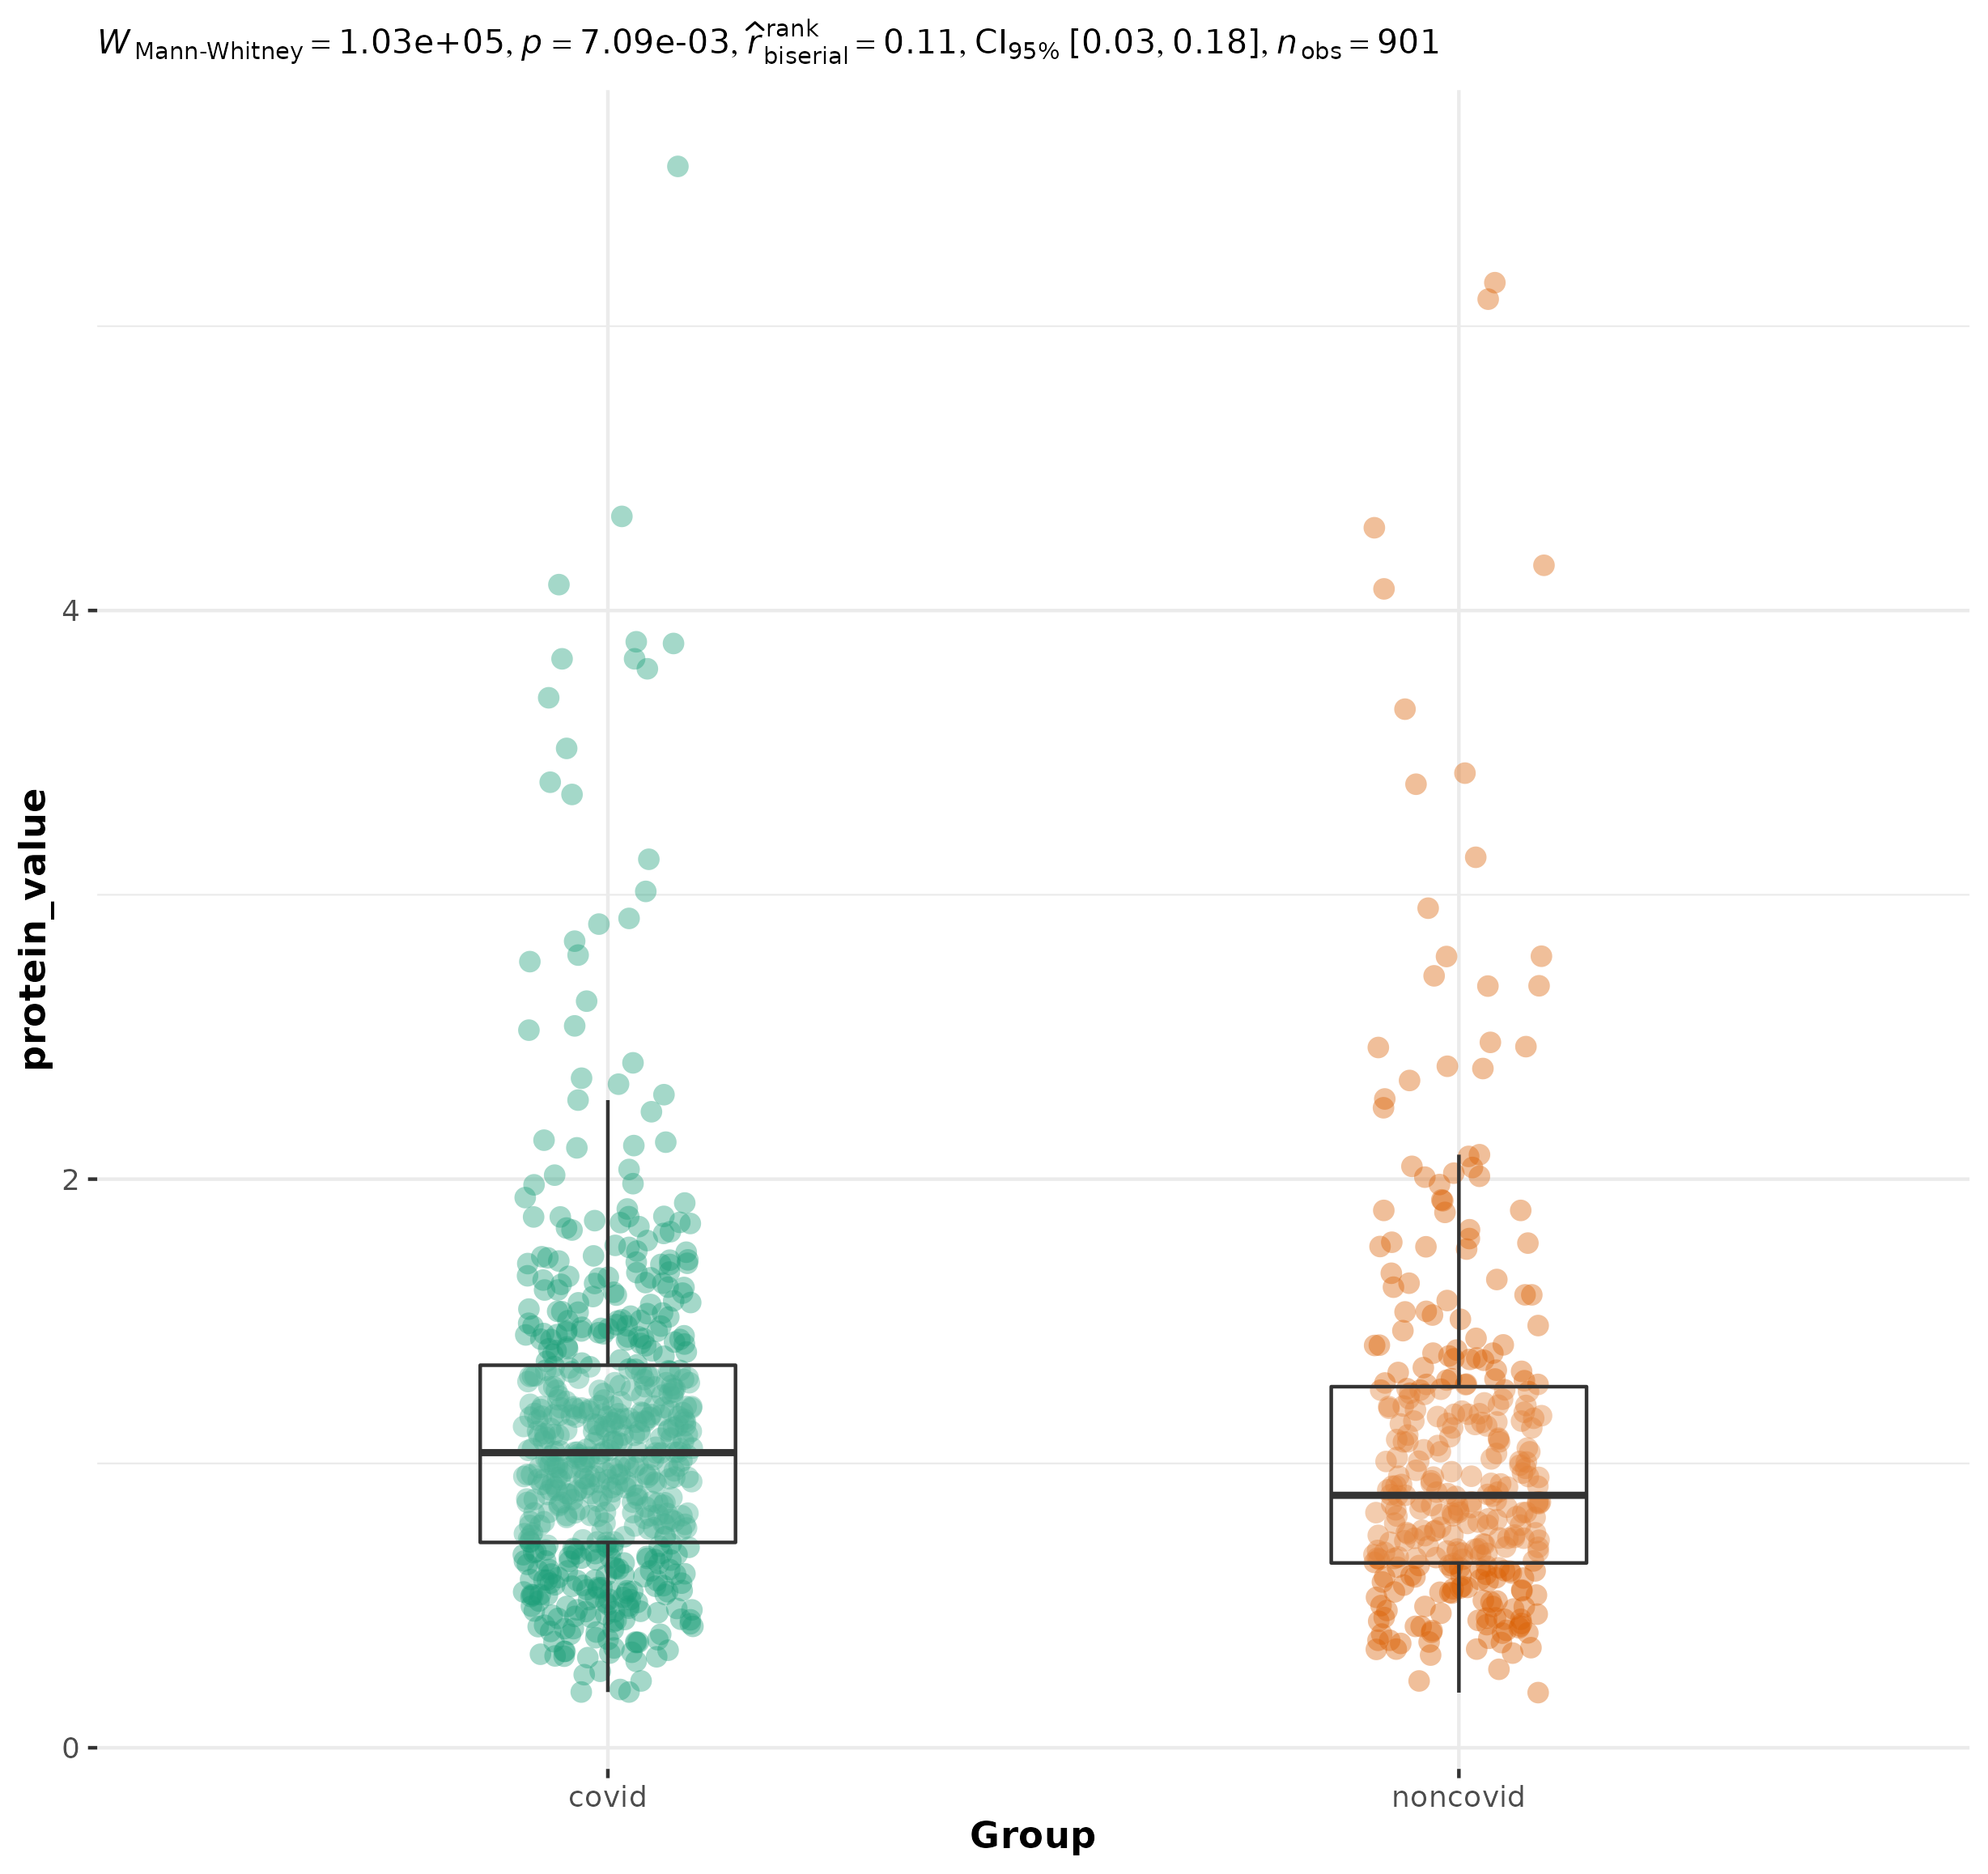 W Mann-Whitney = 1.03e+05, p = 7.09e-03, r̂ rank biserial = 0.11, CI95% [0.03, 0.18], n obs = 901
4
2
0
protein_value
covid noncovid
Group